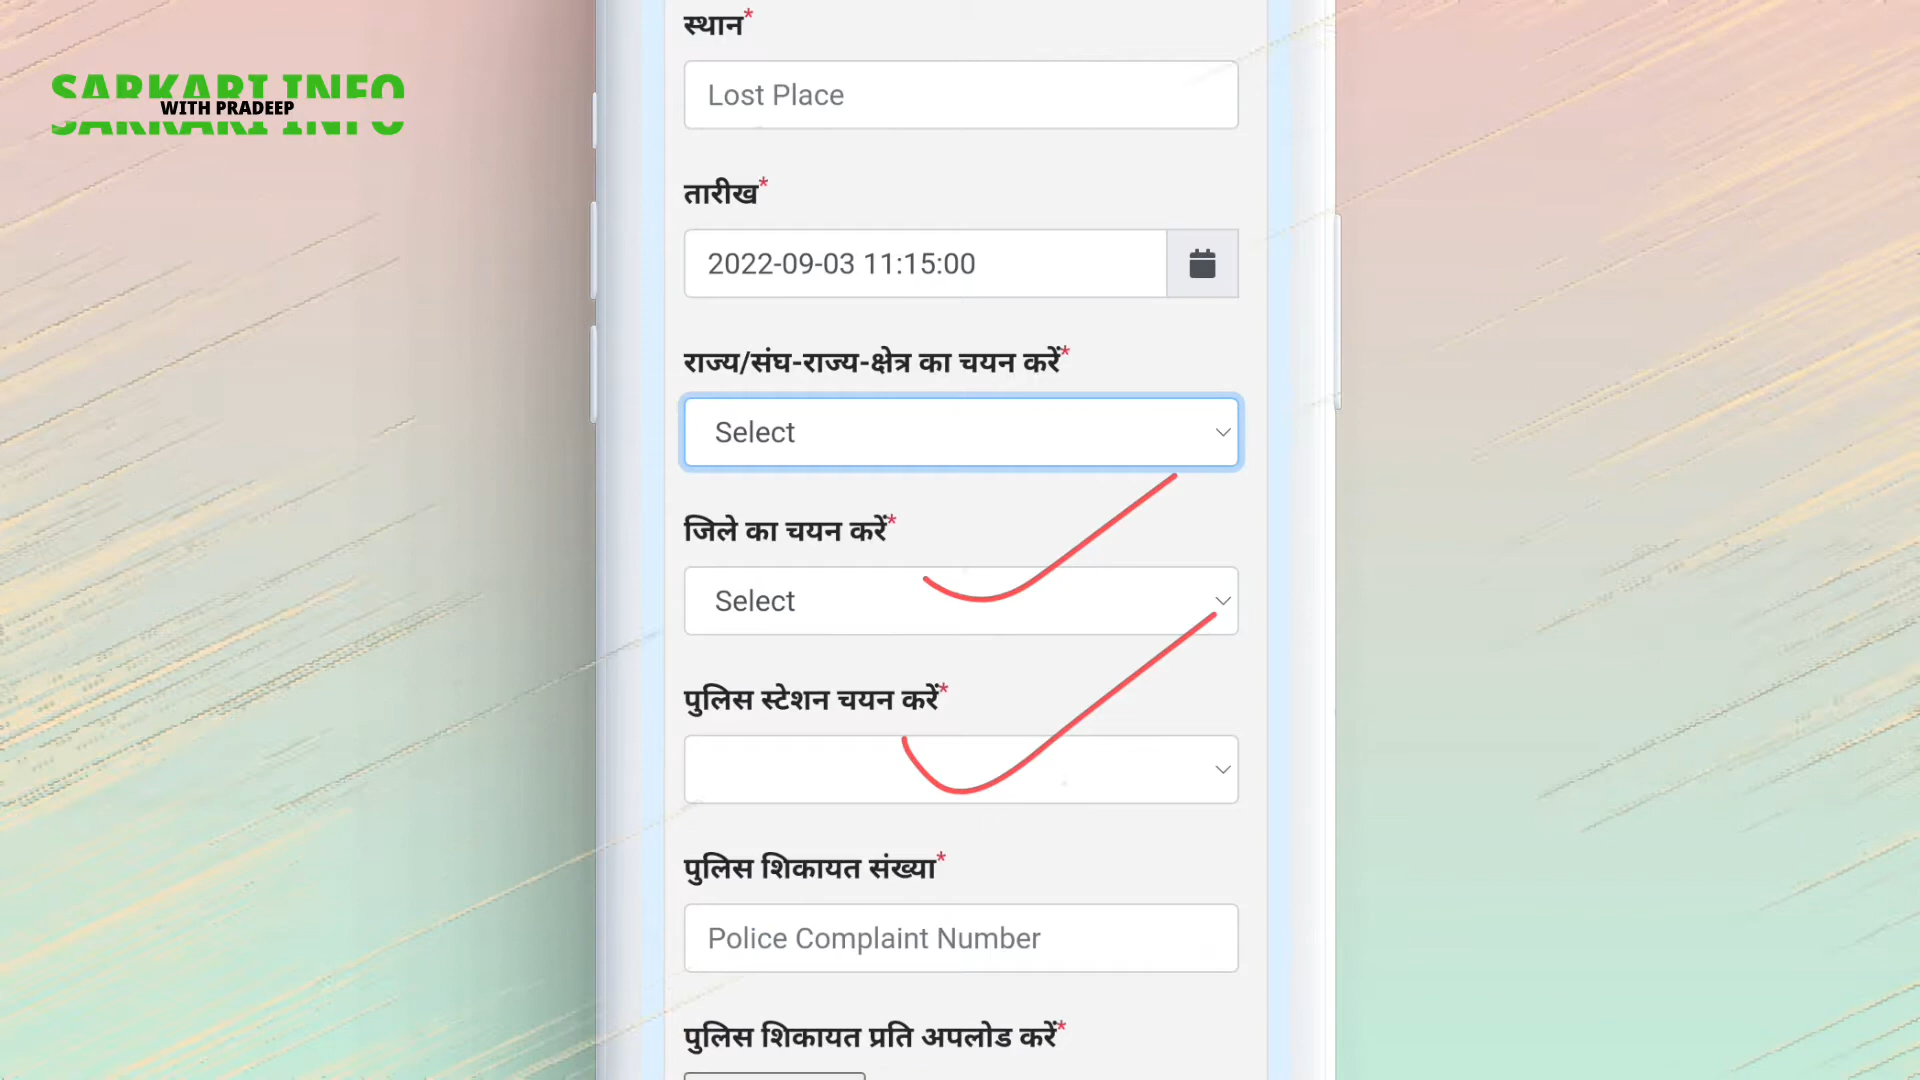 SARKARI INFO
WITH PRADEEP
स्थान*
Lost Place
तारीख*
2022-09-03 11:15:00
राज्य/संघ-राज्य-क्षेत्र का चयन करें*
Select
जिले का चयन करें*
Select
पुलिस स्टेशन चयन करें*
पुलिस शिकायत संख्या*
Police Complaint Number
पुलिस शिकायत प्रति अपलोड करें*